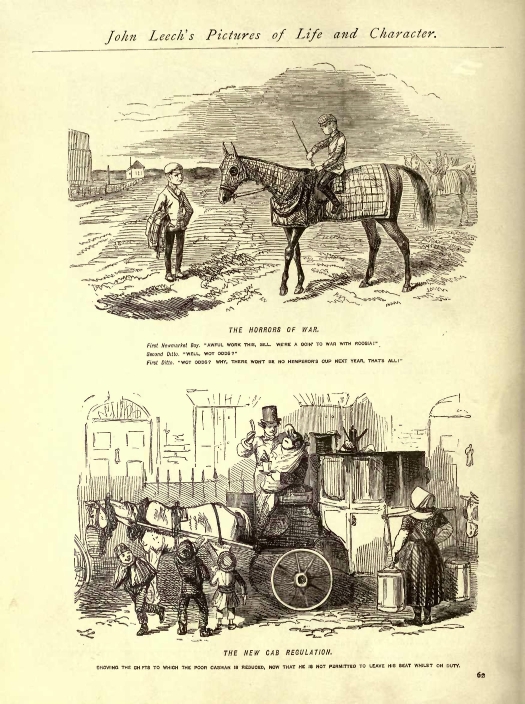 John Leech's Pictures of Life and Character.
THE HORRORS OF WAR.
First Newmarket Boy. "AWFUL WORK THIS, BILL. WE'RE A GOIN' TO WAR WITH ROOSIA!"
Second Ditto. "WELL, WOT ODDS?"
First Ditto. "WOT ODDS? WHY, THERE WON'T BE NO HEMPEROR'S CUP NEXT YEAR, THAT'S ALL!"
THE NEW CAB REGULATION.
SHOWING THE SHIFTS TO WHICH THE POOR CABMAN IS REDUCED, NOW THAT HE IS NOT PERMITTED TO LEAVE HIS SEAT WHILST ON DUTY.